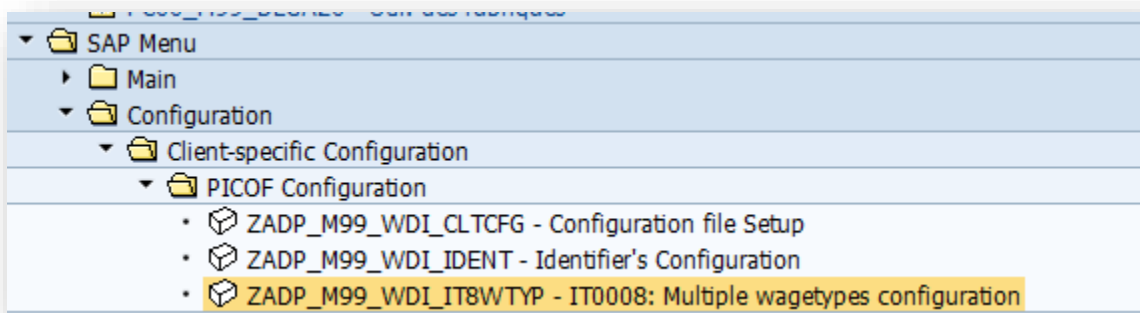 SAP Menu
Main
Configuration
Client-specific Configuration
PICOF Configuration
ZADP_M99_WDI_CLTCFG - Configuration file Setup
ZADP_M99_WDI_IDENT - Identifier's Configuration
ZADP_M99_WDI_IT8WTYP - IT0008: Multiple wagetypes configuration